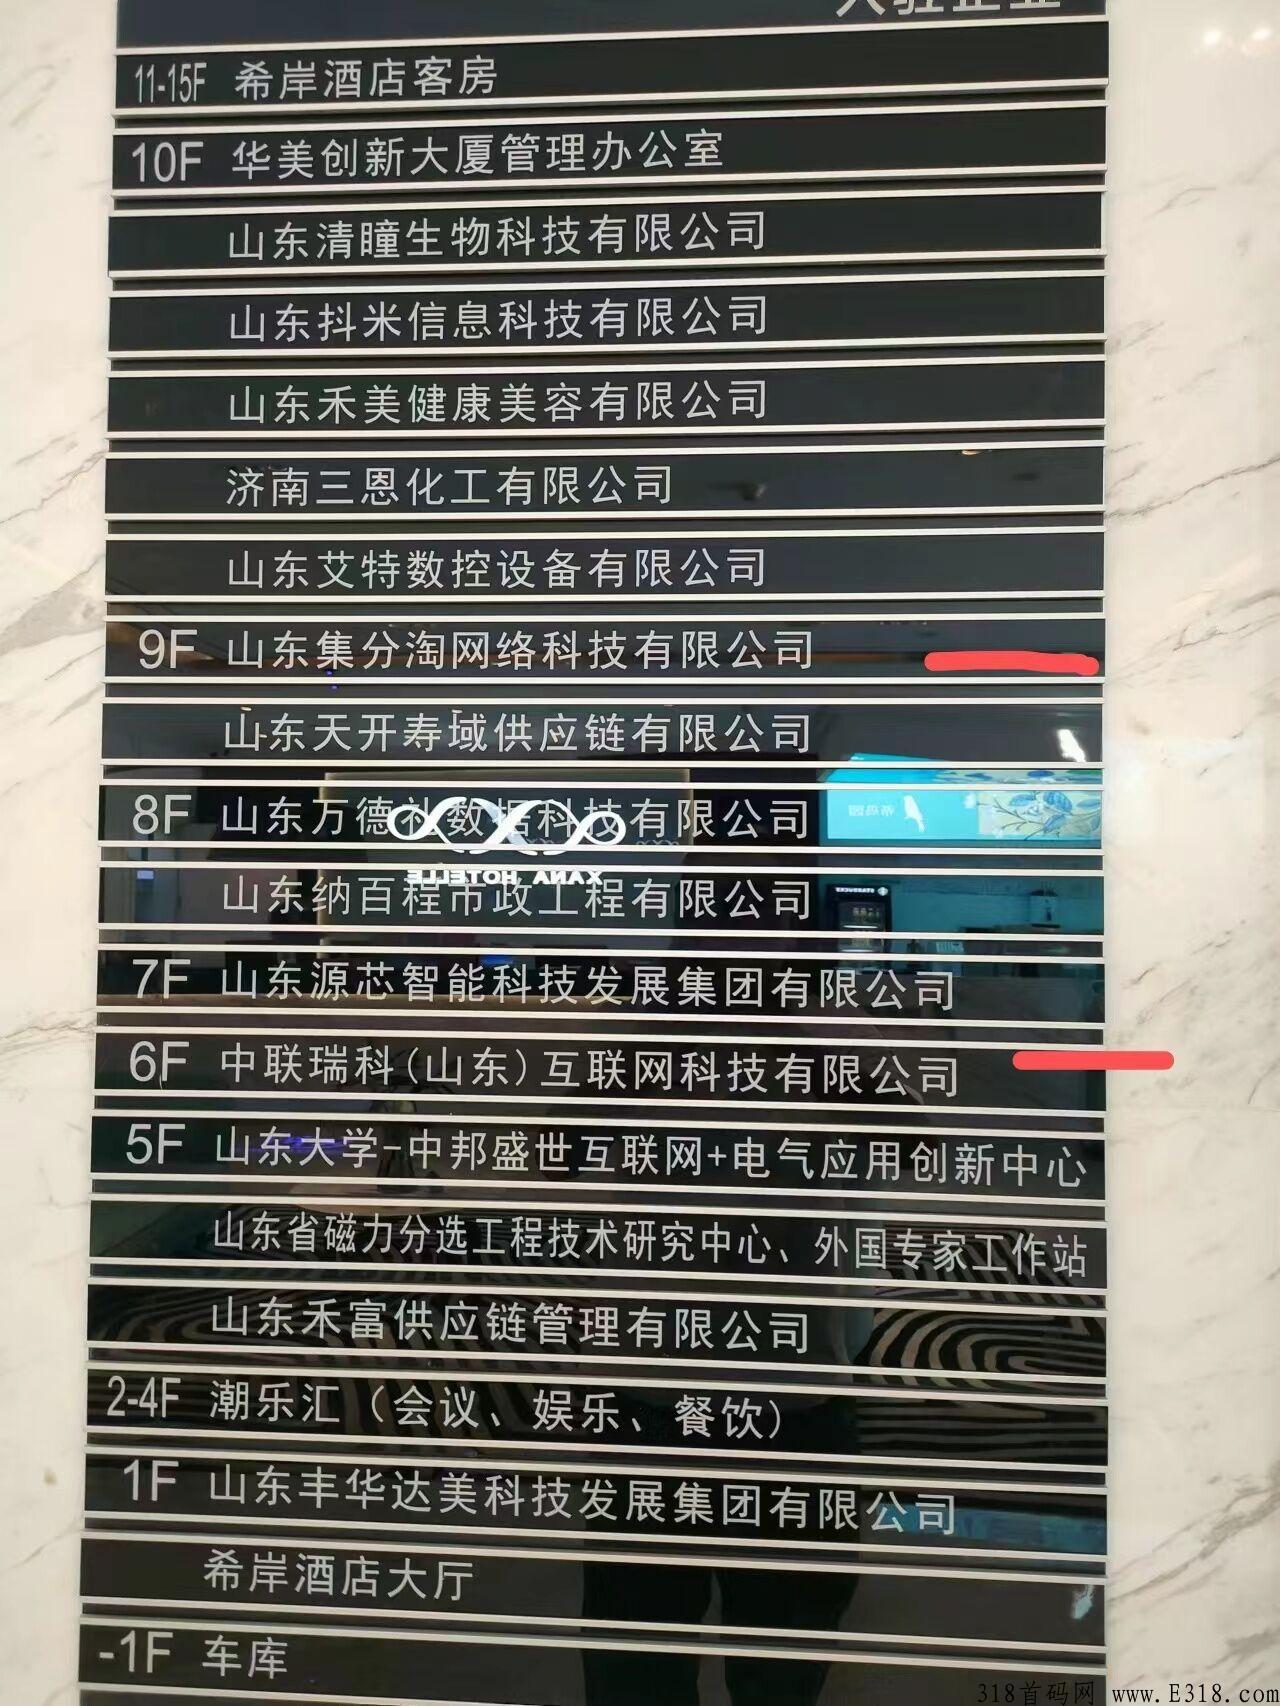 入驻企业
11-15F 希岸酒店客房
10F 华美创新大厦管理办公室
山东清瞳生物科技有限公司
山东抖米信息科技有限公司
山东禾美健康美容有限公司
济南三恩化工有限公司
山东艾特数控设备有限公司
9F 山东集分淘网络科技有限公司
山东天开寿域供应链有限公司
8F 山东万德礼数据科技有限公司
XANA HOTELLE
山东纳百程市政工程有限公司
7F 山东源芯智能科技发展集团有限公司
6F 中联瑞科(山东)互联网科技有限公司
5F 山东大学-中邦盛世互联网+电气应用创新中心
山东省磁力分选工程技术研究中心、外国专家工作站
山东禾富供应链管理有限公司
2-4F 潮乐汇（会议、娱乐、餐饮）
1F 山东丰华达美科技发展集团有限公司
希岸酒店大厅
-1F 车库
318首码网 www.E318.com